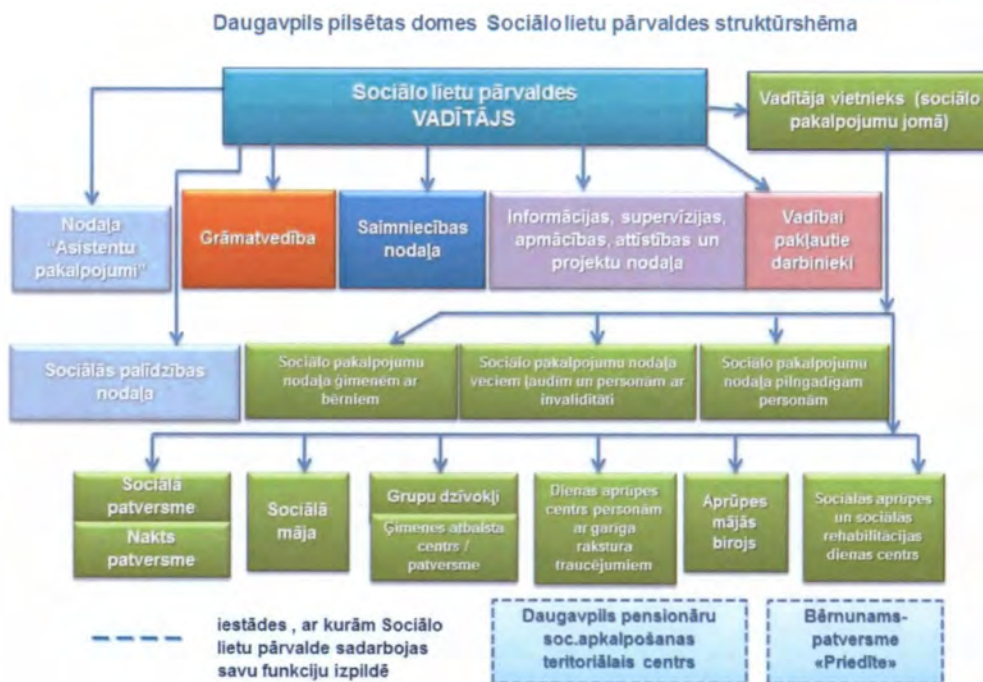 Daugavpils pilsētas domes Sociālo lietu pārvaldes struktūrshēma
Sociālo lietu pārvaldes
VADĪTĀJS
Vadītāja vietnieks (sociālo
pakalpojumu jomā)
Nodaļa
"Asistentu
pakalpojumi"
Grāmatvedība
Saimniecības
nodaļa
Informācijas, supervīzijas,
apmācības, attīstības un
projektu nodaļa
Vadībai
pakļautie
darbinieki
Sociālās palīdzības
nodaļa
Sociālo pakalpojumu
nodaļa ģimenēm ar
bērniem
Sociālo pakalpojumu nodaļa
veciem ļaudīm un personām ar
invaliditāti
Sociālo pakalpojumu
nodaļa pilngadīgām
personām
Sociālā
patversme
Nakts
patversme
Sociālā
māja
Grupu dzīvokļi
Ģimenes atbalsta
centrs /
patversme
Dienas aprūpes
centrs personām
ar garīga
rakstura
traucējumiem
Aprūpes
mājās
birojs
Sociālās aprūpes
un sociālās
rehabilitācijas
dienas centrs
iestādes , ar kurām Sociālo
lietu pārvalde sadarbojas
savu funkciju izpildē
Daugavpils pensionāru
soc.apkalpošanas
teritoriālais centrs
Bērnunams-
patversme
«Priedīte»